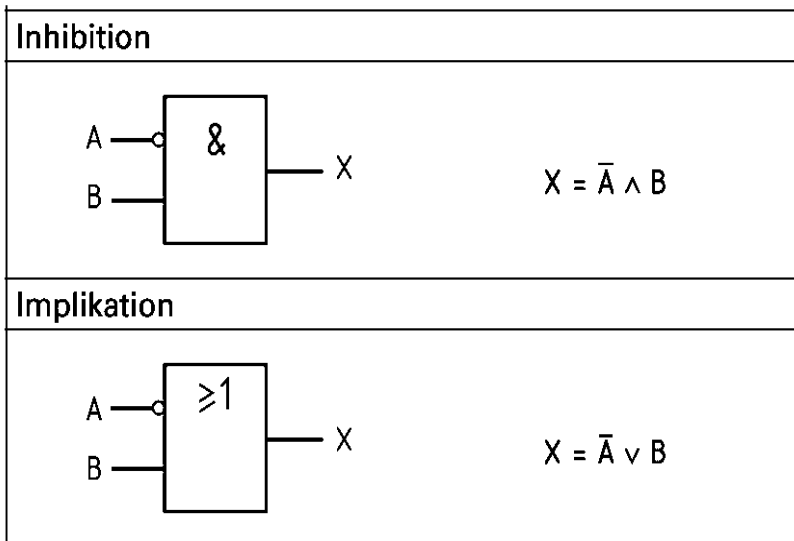 Inhibition
A
&
X
B
X = A̅ ∧ B
Implikation
A
≥1
X
B
X = A̅ ∨ B